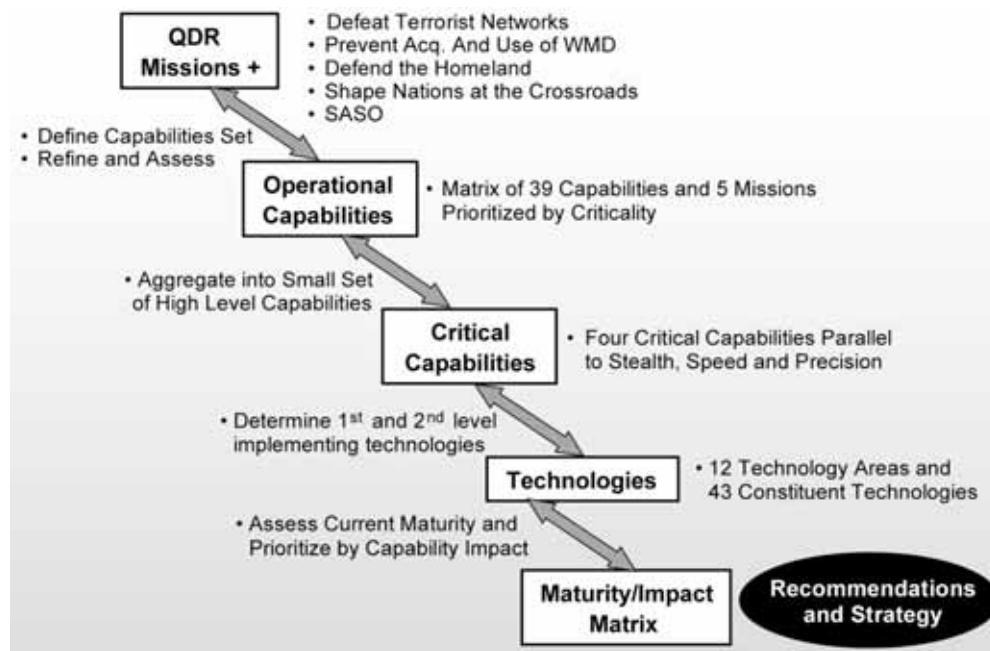 QDR
Missions +
• Defeat Terrorist Networks
• Prevent Acq. And Use of WMD
• Defend the Homeland
• Shape Nations at the Crossroads
• SASO
• Define Capabilities Set
• Refine and Assess
Operational
Capabilities
• Matrix of 39 Capabilities and 5 Missions
Prioritized by Criticality
• Aggregate into Small Set
of High Level Capabilities
Critical
Capabilities
• Four Critical Capabilities Parallel
to Stealth, Speed and Precision
• Determine 1st and 2nd level
implementing technologies
Technologies
• 12 Technology Areas and
43 Constituent Technologies
• Assess Current Maturity and
Prioritize by Capability Impact
Maturity/Impact
Matrix
Recommendations
and Strategy